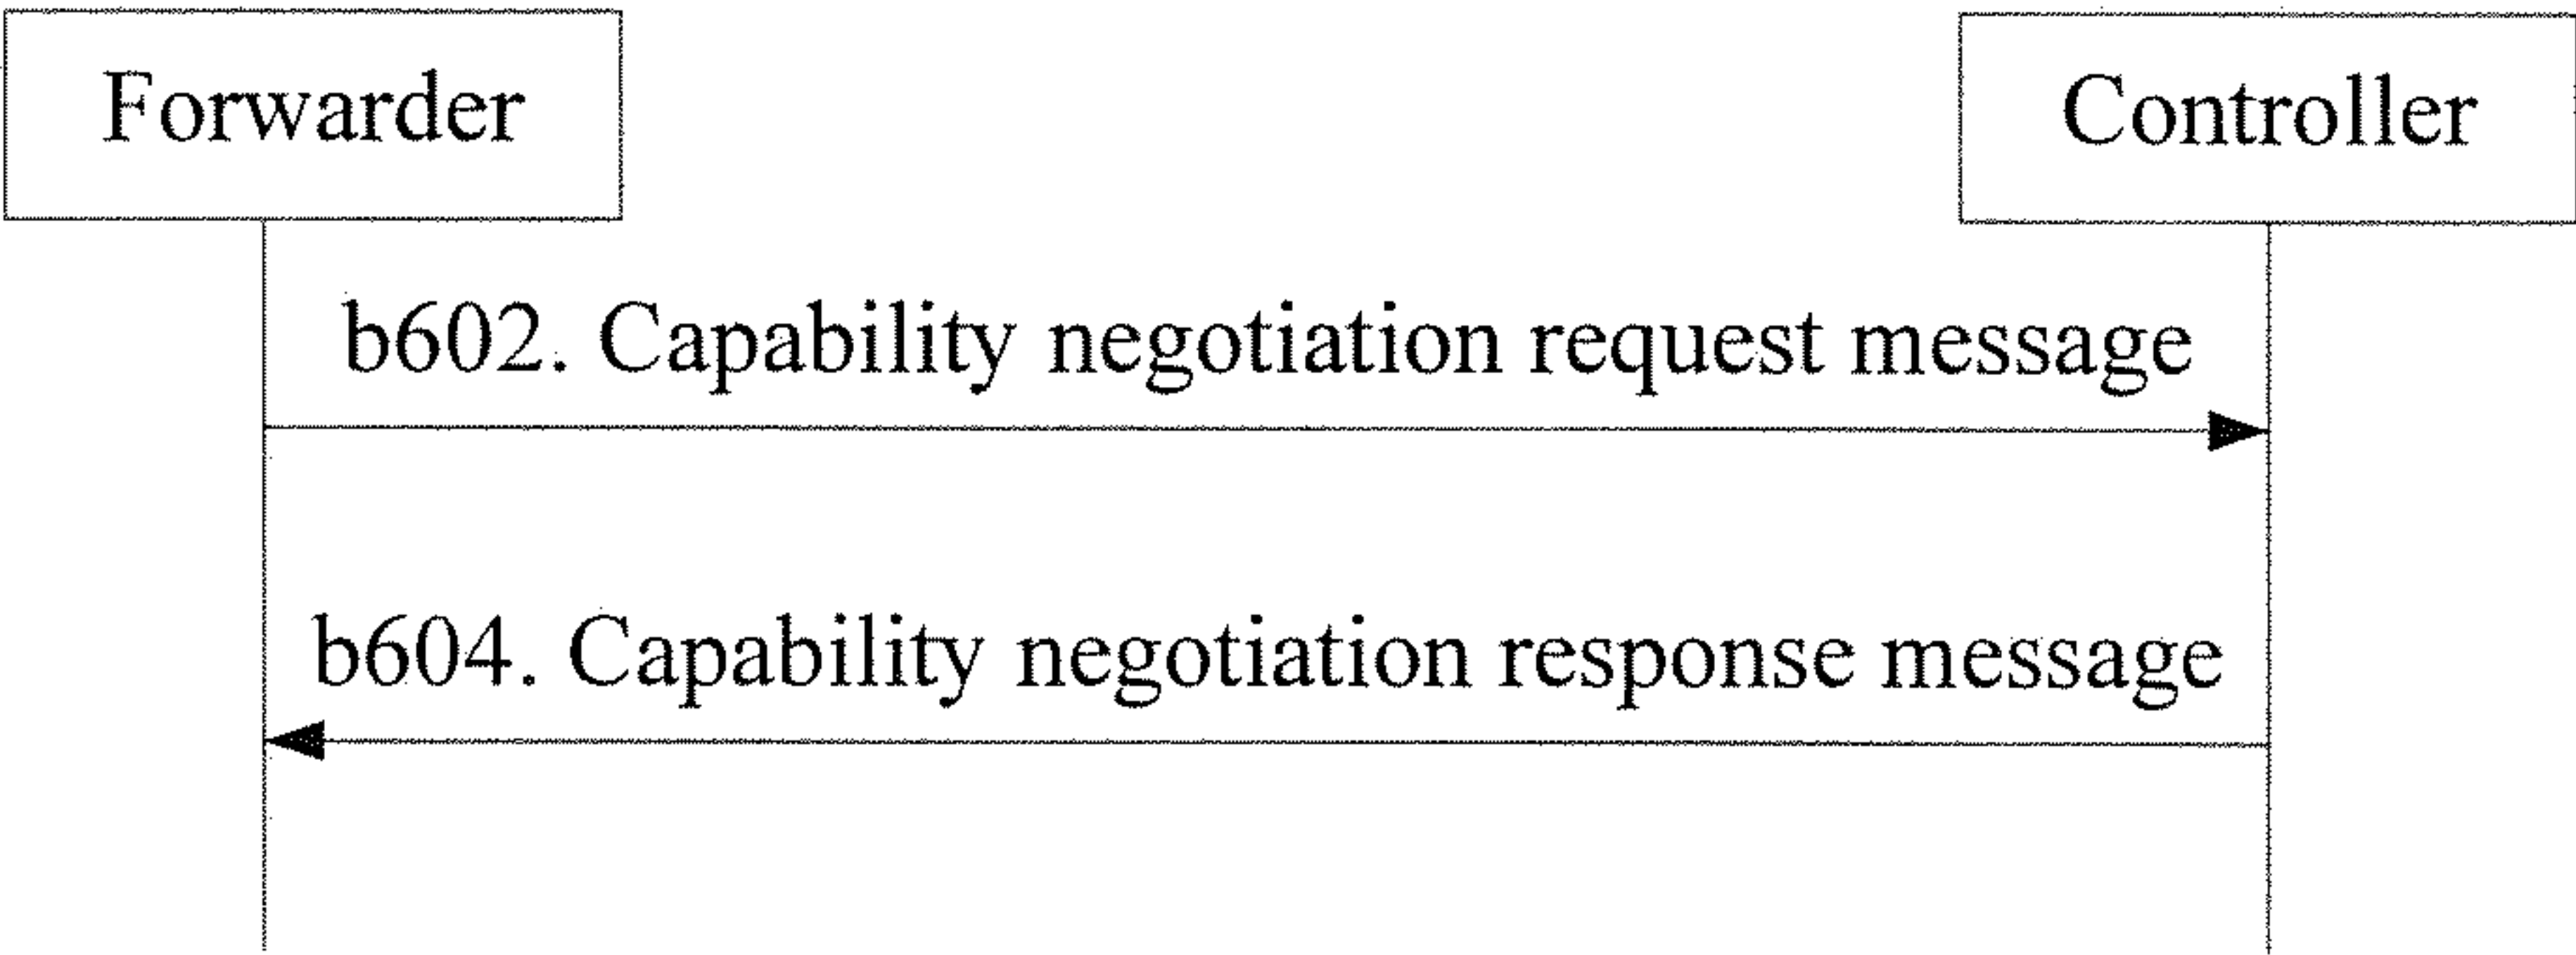 Forwarder
Controller
b602. Capability negotiation request message
b604. Capability negotiation response message